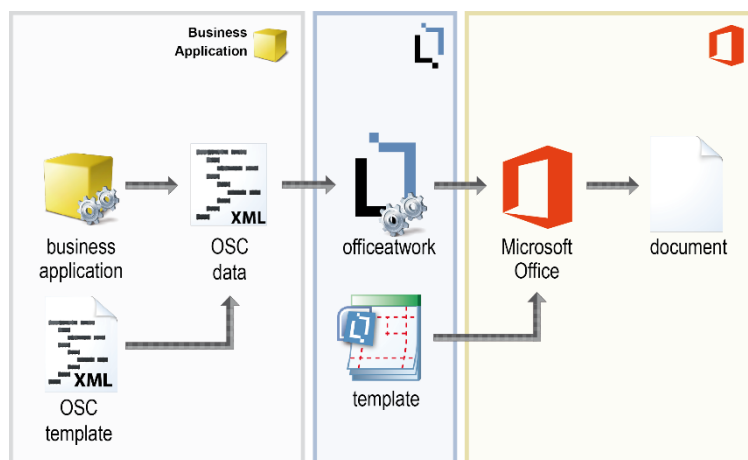 Business
Application
XML
business
application
OSC
data
officeatwork
Microsoft
Office
document
XML
OSC
template
template